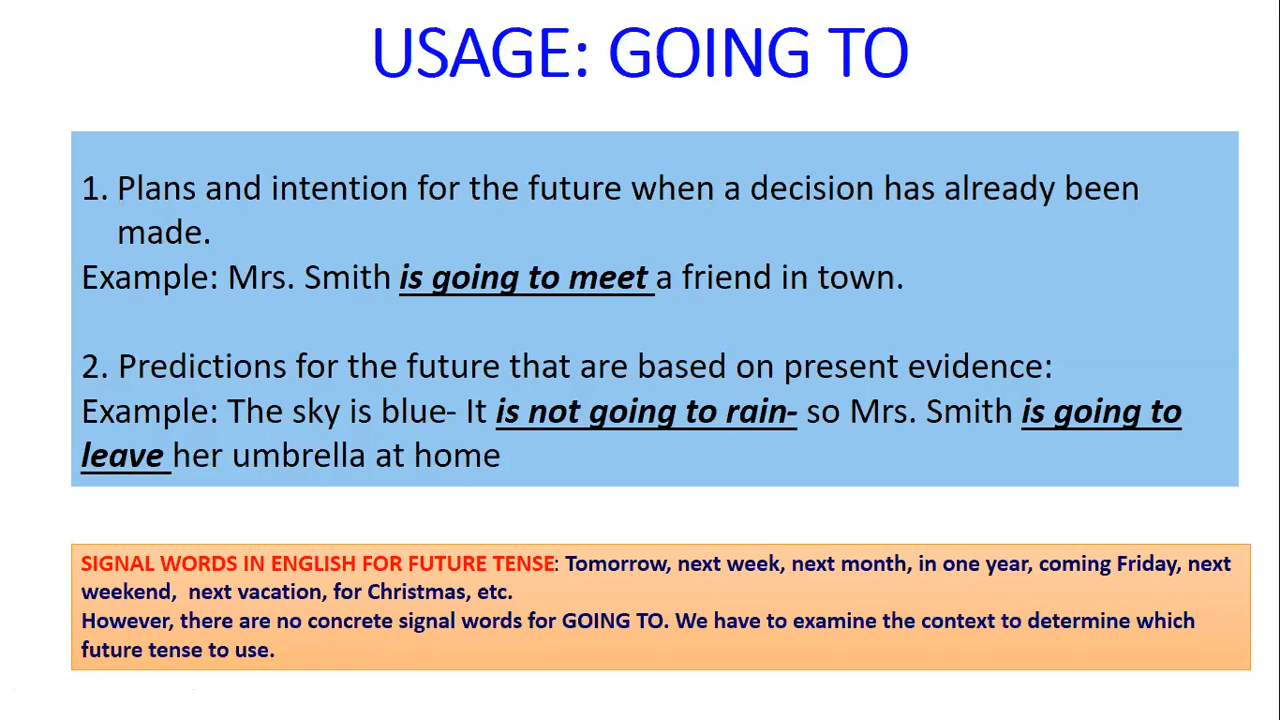 USAGE: GOING TO
1. Plans and intention for the future when a decision has already been
made.
Example: Mrs. Smith is going to meet a friend in town.
2. Predictions for the future that are based on present evidence:
Example: The sky is blue- It is not going to rain- so Mrs. Smith is going to
leave her umbrella at home
SIGNAL WORDS IN ENGLISH FOR FUTURE TENSE: Tomorrow, next week, next month, in one year, coming Friday, next
weekend, next vacation, for Christmas, etc.
However, there are no concrete signal words for GOING TO. We have to examine the context to determine which
future tense to use.